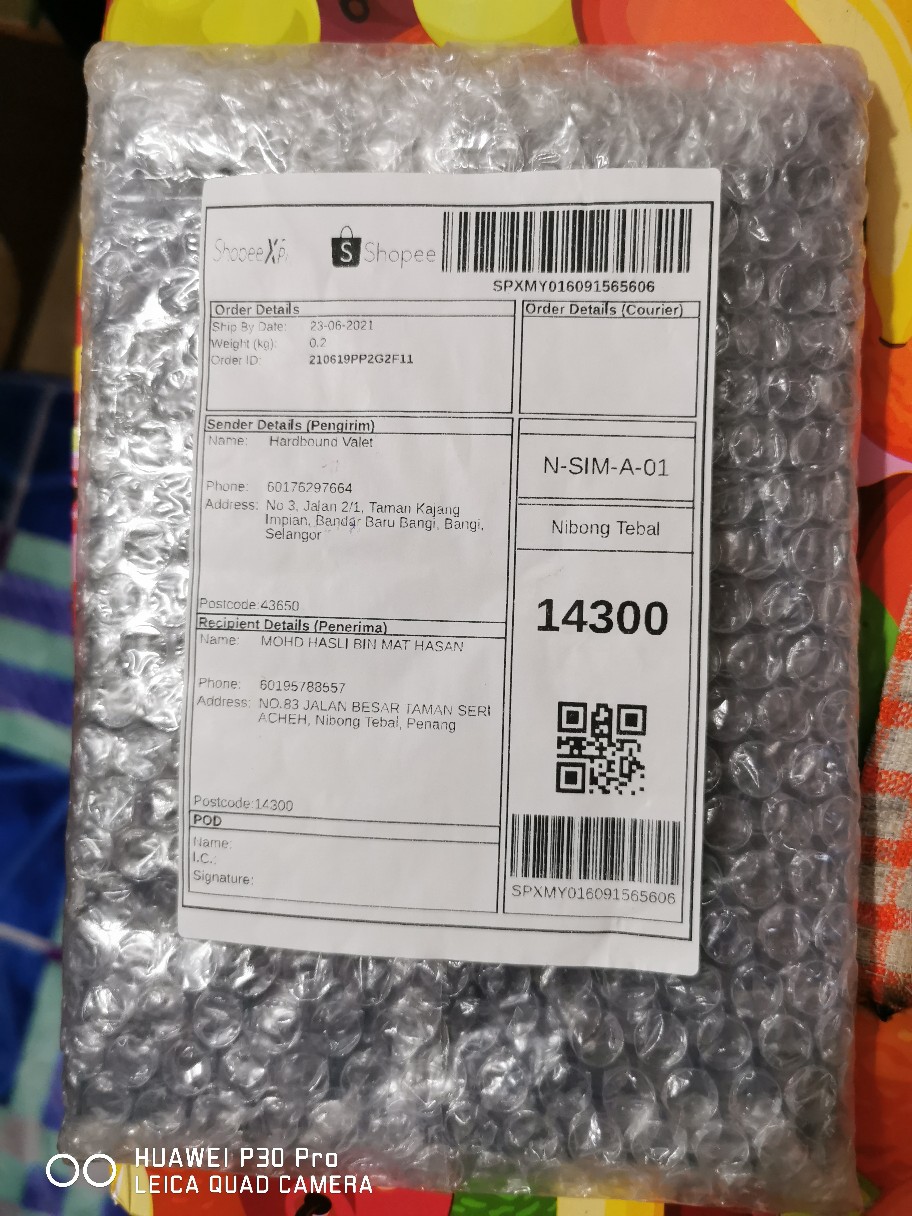 ShopeeXpr
S Shopee
SPXMY016091565606
Order Details
Ship By Date: 23-06-2021
Weight (kg): 0.2
Order ID: 210619PP2G2F11
Order Details (Courier)
Sender Details (Pengirim)
Name: Hardbound Valet
Phone: 60176297664
Address: No 3, Jalan 2/1, Taman Kajang
Impian, Bandar Baru Bangi, Bangi,
Selangor
Postcode:43650
N-SIM-A-01
Nibong Tebal
14300
Recipient Details (Penerima)
Name: MOHD HASLI BIN MAT HASAN
Phone: 60195788557
Address: NO.83 JALAN BESAR TAMAN SERI
ACHEH, Nibong Tebal, Penang
Postcode:14300
POD
Name:
I.C.:
Signature:
SPXMY016091565606
HUAWEI P30 Pro
LEICA QUAD CAMERA